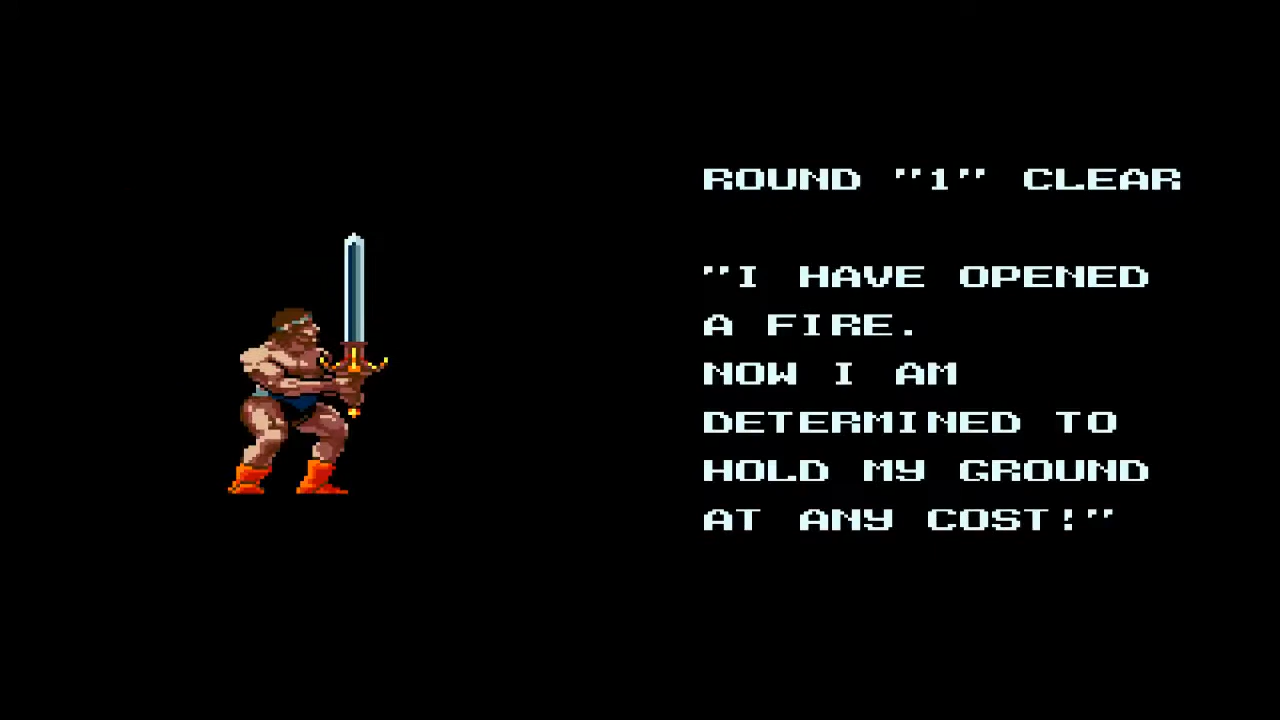 ROUND "1" CLEAR
"I HAVE OPENED
A FIRE.
NOW I AM
DETERMINED TO
HOLD MY GROUND
AT ANY COST!"